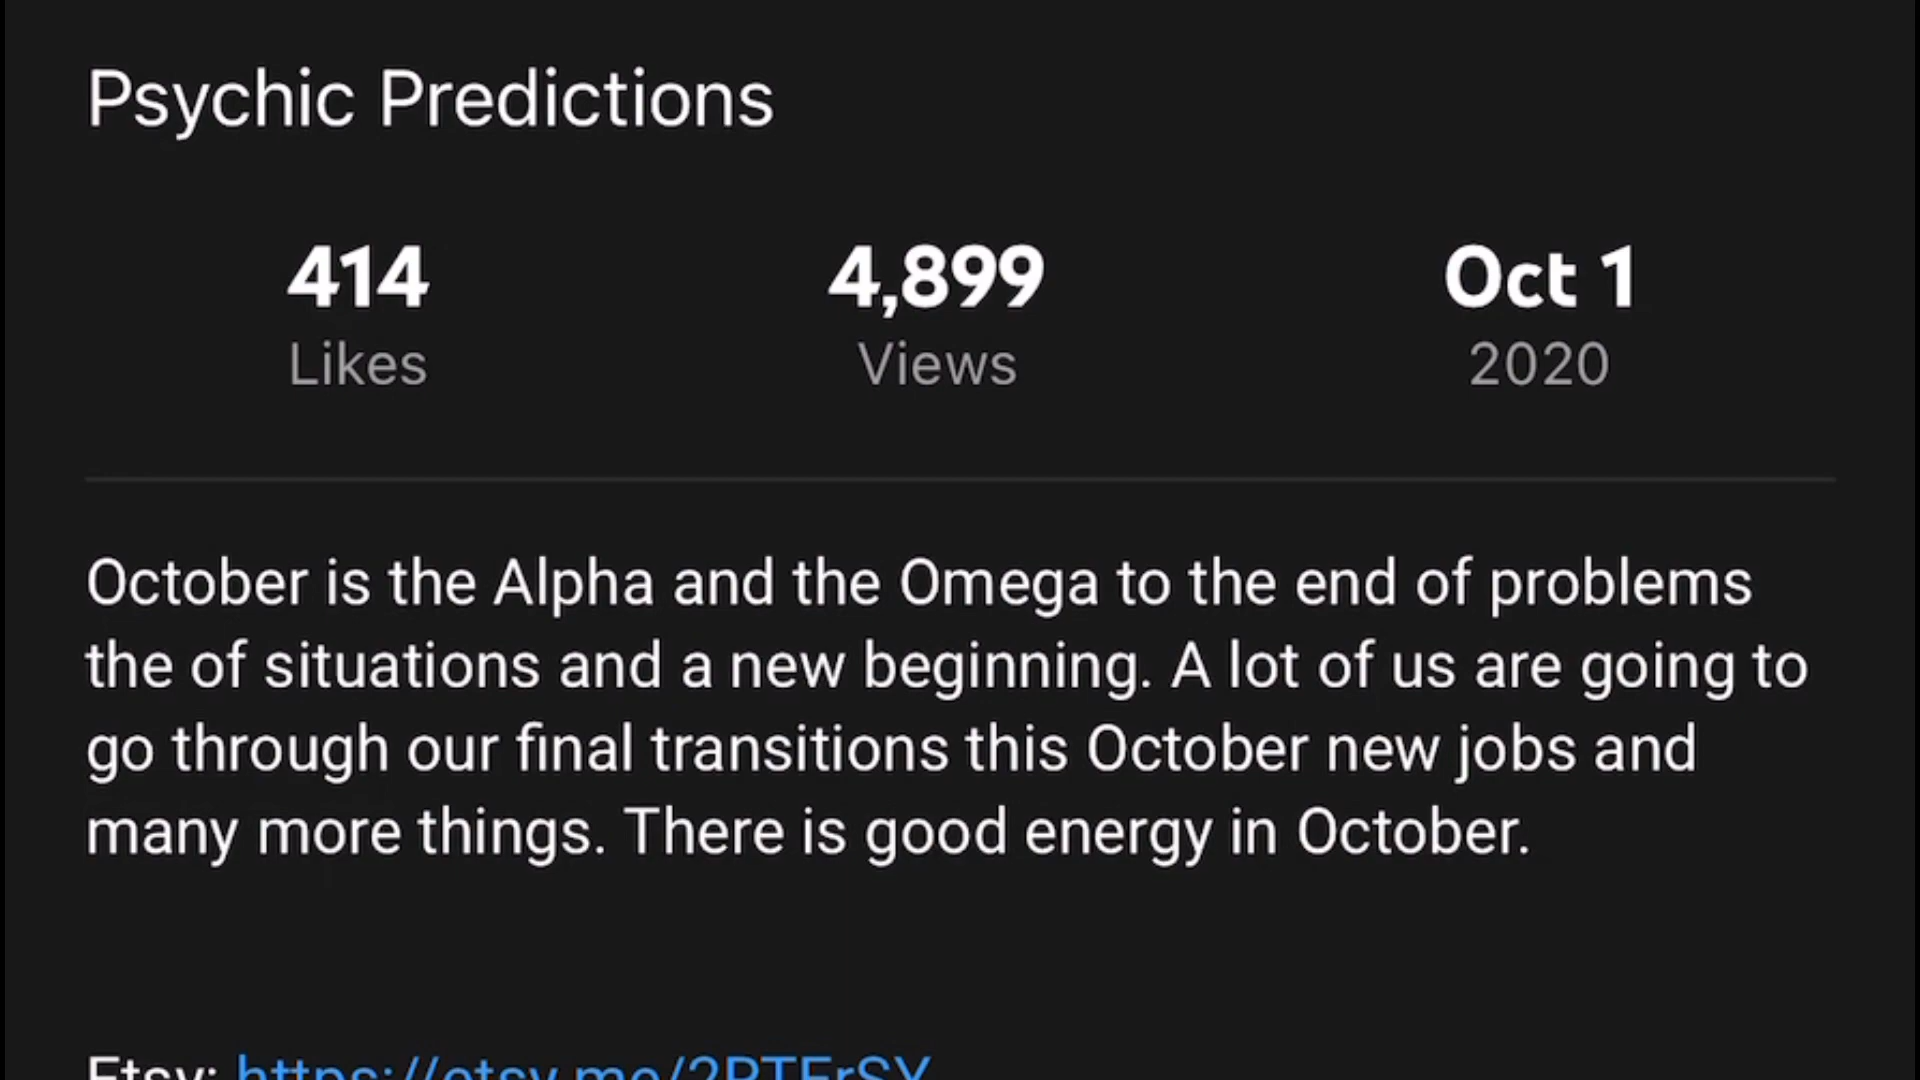 Psychic Predictions
414
4,899
Oct 1
Likes
Views
2020
October is the Alpha and the Omega to the end of problems
the of situations and a new beginning. A lot of us are going to
go through our final transitions this October new jobs and
many more things. There is good energy in October.
Etsy: